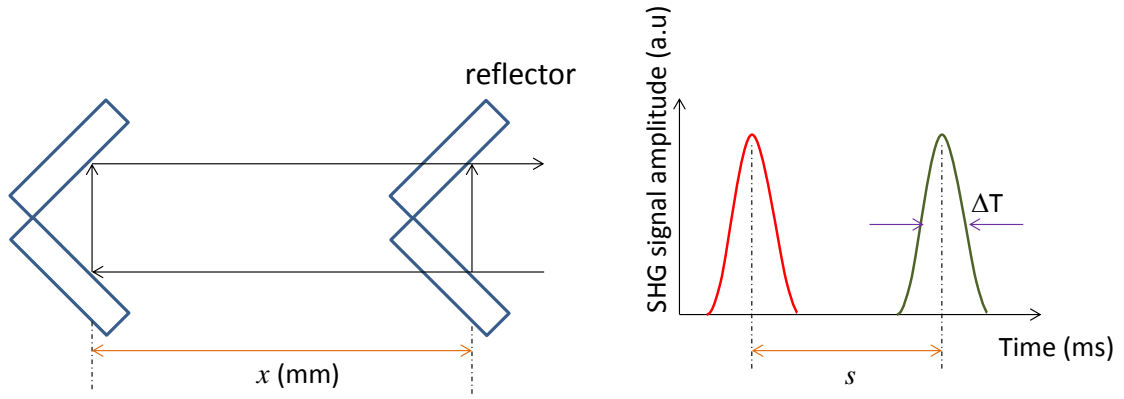 reflector
x (mm)
SHG signal amplitude (a.u)
ΔT
Time (ms)
s